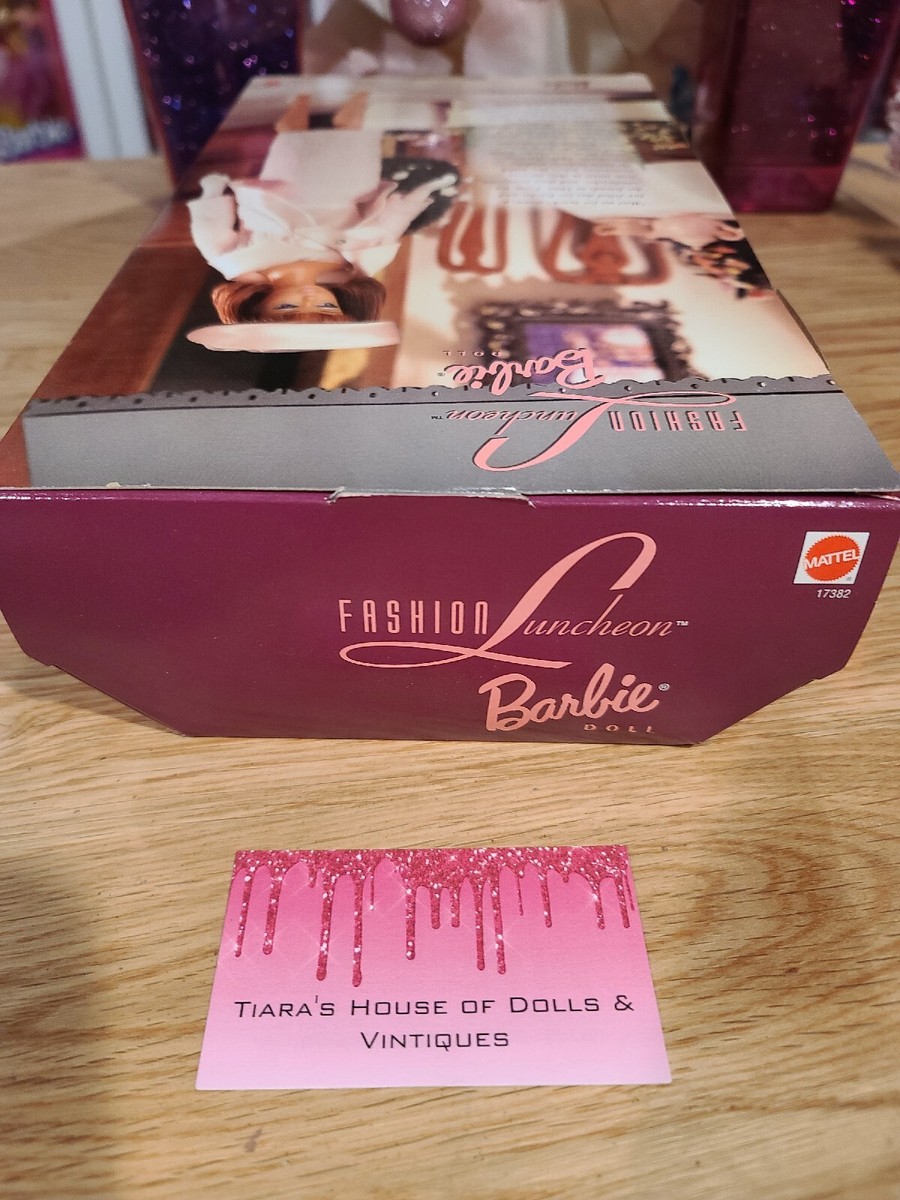 Barbie®
DOLL
FASHION Luncheon™
FASHION Luncheon™
Barbie®
DOLL
MATTEL
17382
TIARA'S HOUSE OF DOLLS &
VINTIQUES